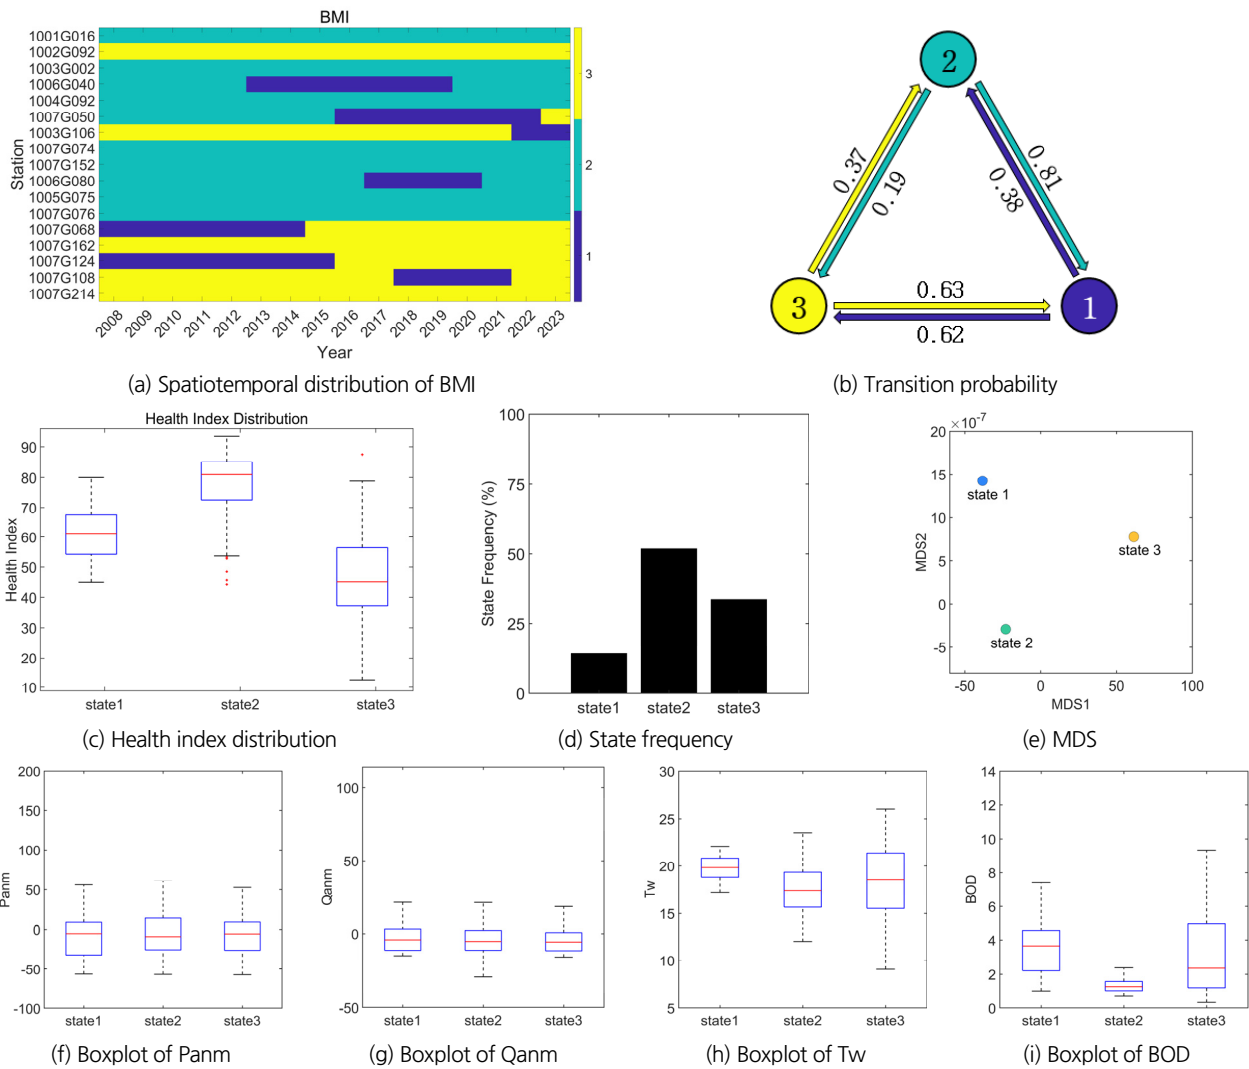 BMI
1001G016
1002G092
1003G002
1006G040
1004G092
1007G050
1003G106
1007G074
1007G152
1006G080
1005G075
1007G076
1007G068
1007G162
1007G124
1007G108
1007G214
Station
3
2
1
2008 2009 2010 2011 2012 2013 2014 2015 2016 2017 2018 2019 2020 2021 2022 2023
Year
(a) Spatiotemporal distribution of BMI
2
0.37
0.19
0.81
0.38
3
0.63
0.62
1
(b) Transition probability
Health Index Distribution
90
80
70
60
50
40
30
20
10
Health Index
state1 state2 state3
(c) Health index distribution
100
75
50
25
0
State Frequency (%)
state1 state2 state3
(d) State frequency
×10⁻⁷
20
15
10
5
0
-5
MDS2
state 1
state 3
state 2
-50 0 50 100
MDS1
(e) MDS
200
150
100
50
0
-50
-100
Panm
state1 state2 state3
(f) Boxplot of Panm
100
50
0
-50
Qanm
state1 state2 state3
(g) Boxplot of Qanm
30
25
20
15
10
5
Tw
state1 state2 state3
(h) Boxplot of Tw
14
12
10
8
6
4
2
0
BOD
state1 state2 state3
(i) Boxplot of BOD